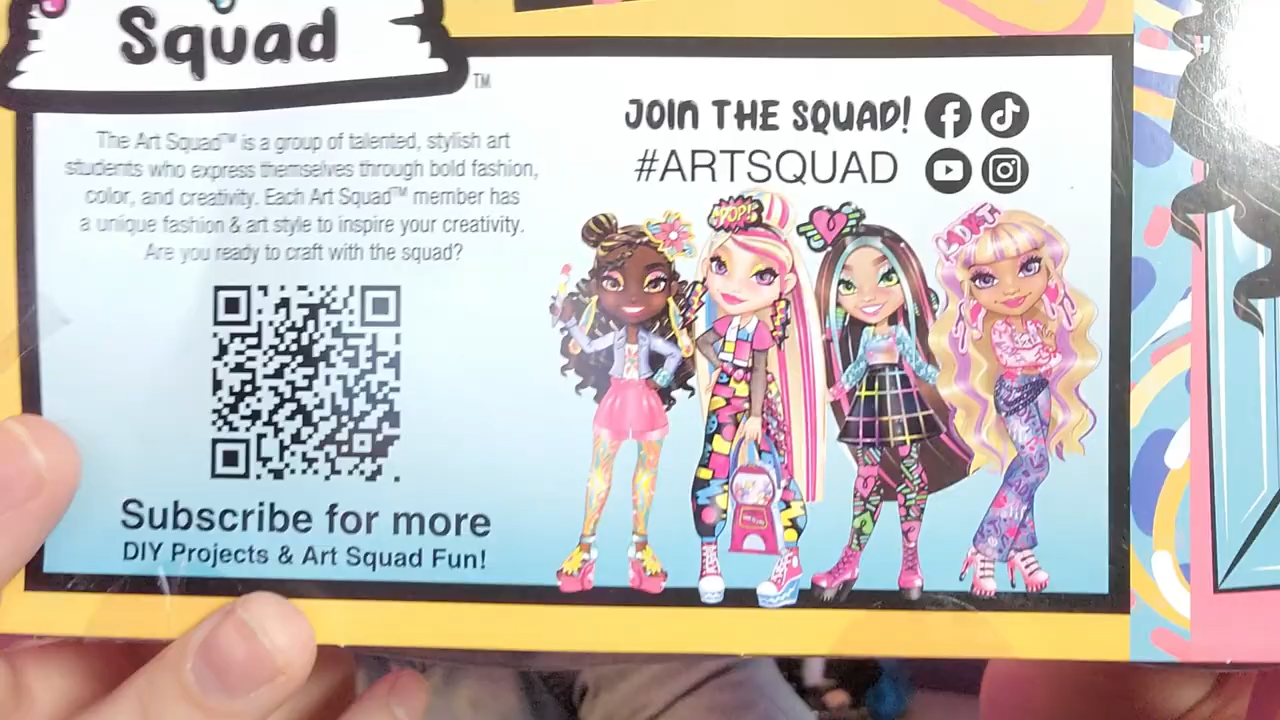 Squad
TM
The Art Squad™ is a group of talented, stylish art
students who express themselves through bold fashion,
color, and creativity. Each Art Squad™ member has
a unique fashion & art style to inspire your creativity.
Are you ready to craft with the squad?
Subscribe for more
DIY Projects & Art Squad Fun!
JOIN THE SQUAD!
#ARTSQUAD
POP!